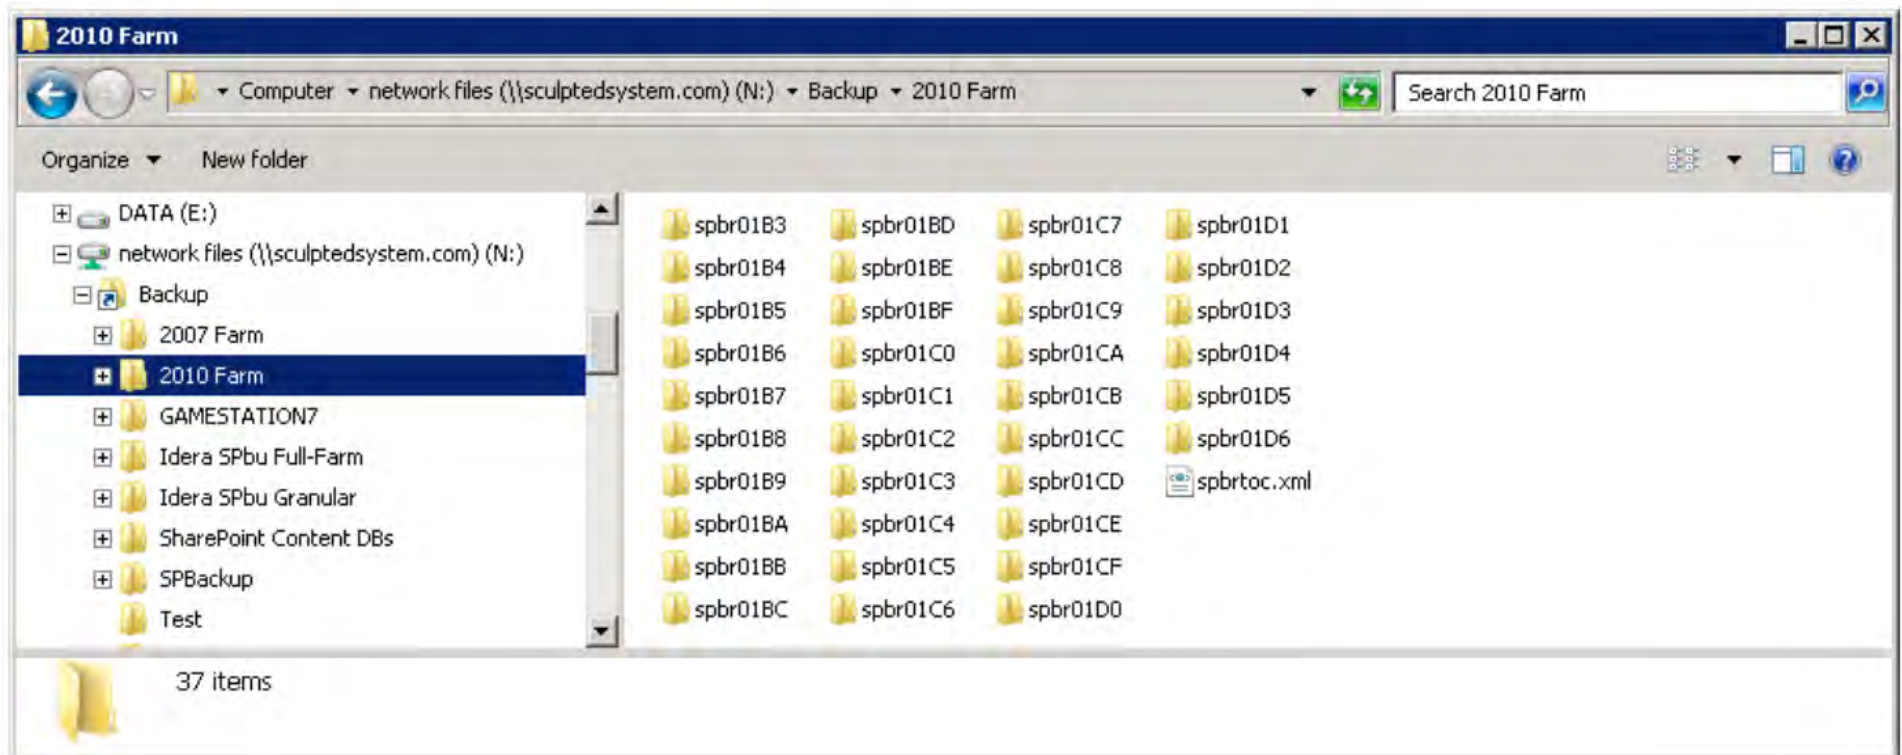 2010 Farm
Computer network files (\\sculptedsystem.com) (N:) Backup 2010 Farm
Search 2010 Farm
Organize New folder
DATA (E:)
network files (\\sculptedsystem.com) (N:)
Backup
2007 Farm
2010 Farm
GAMESTATION7
Idera SPbu Full-Farm
Idera SPbu Granular
SharePoint Content DBs
SPBackup
Test
spbr01B3 spbr01BD spbr01C7 spbr01D1
spbr01B4 spbr01BE spbr01C8 spbr01D2
spbr01B5 spbr01BF spbr01C9 spbr01D3
spbr01B6 spbr01C0 spbr01CA spbr01D4
spbr01B7 spbr01C1 spbr01CB spbr01D5
spbr01B8 spbr01C2 spbr01CC spbr01D6
spbr01B9 spbr01C3 spbr01CD spbrtoc.xml
spbr01BA spbr01C4 spbr01CE
spbr01BB spbr01C5 spbr01CF
spbr01BC spbr01C6 spbr01D0
37 items